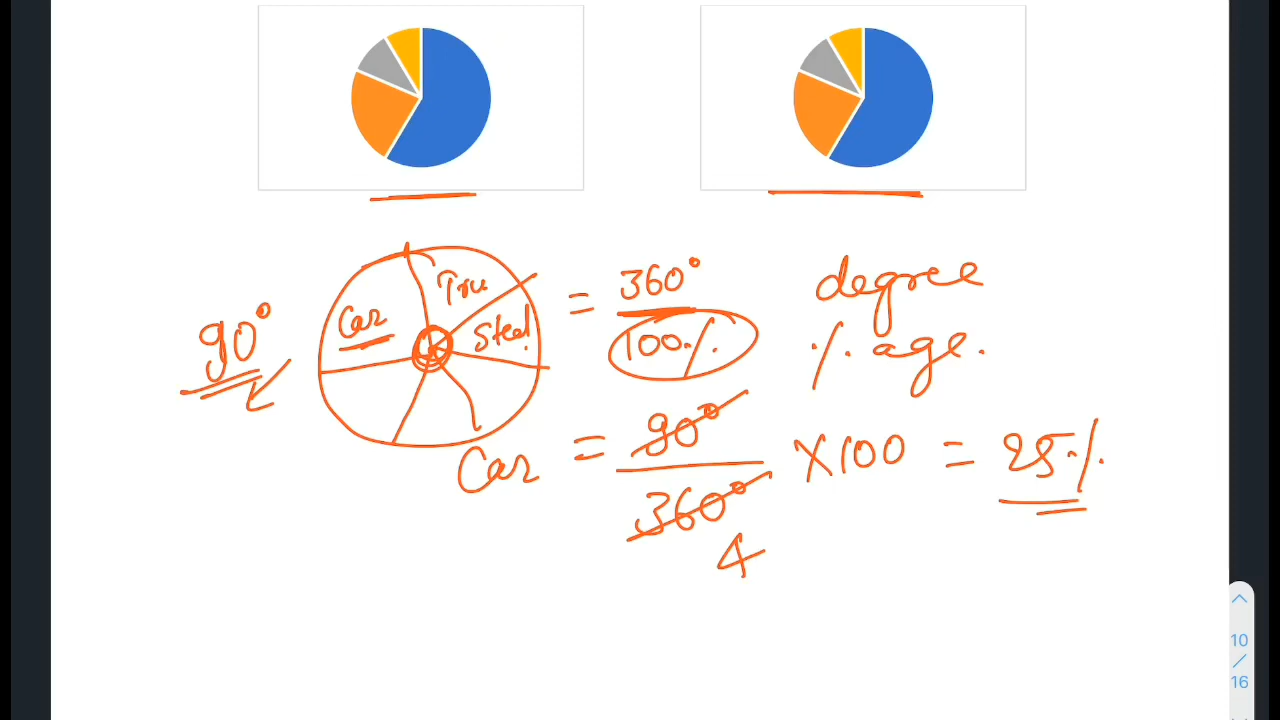 90°
Car
Tru
Steel
= 360°
100%
degree
% age.
Car = 90° / 360° × 100 = 25%
4
10
/
16